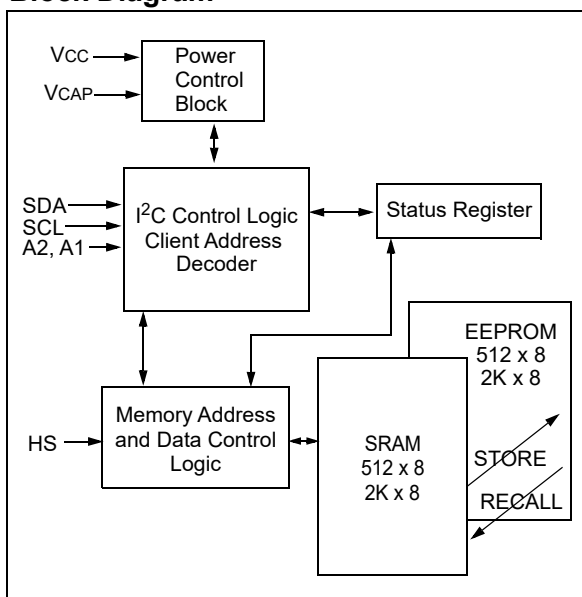 Block Diagram
VCC
VCAP
Power
Control
Block
SDA
SCL
A2, A1
I²C Control Logic
Client Address
Decoder
Status Register
EEPROM
512 x 8
2K x 8
HS
Memory Address
and Data Control
Logic
SRAM
512 x 8
2K x 8
STORE
RECALL